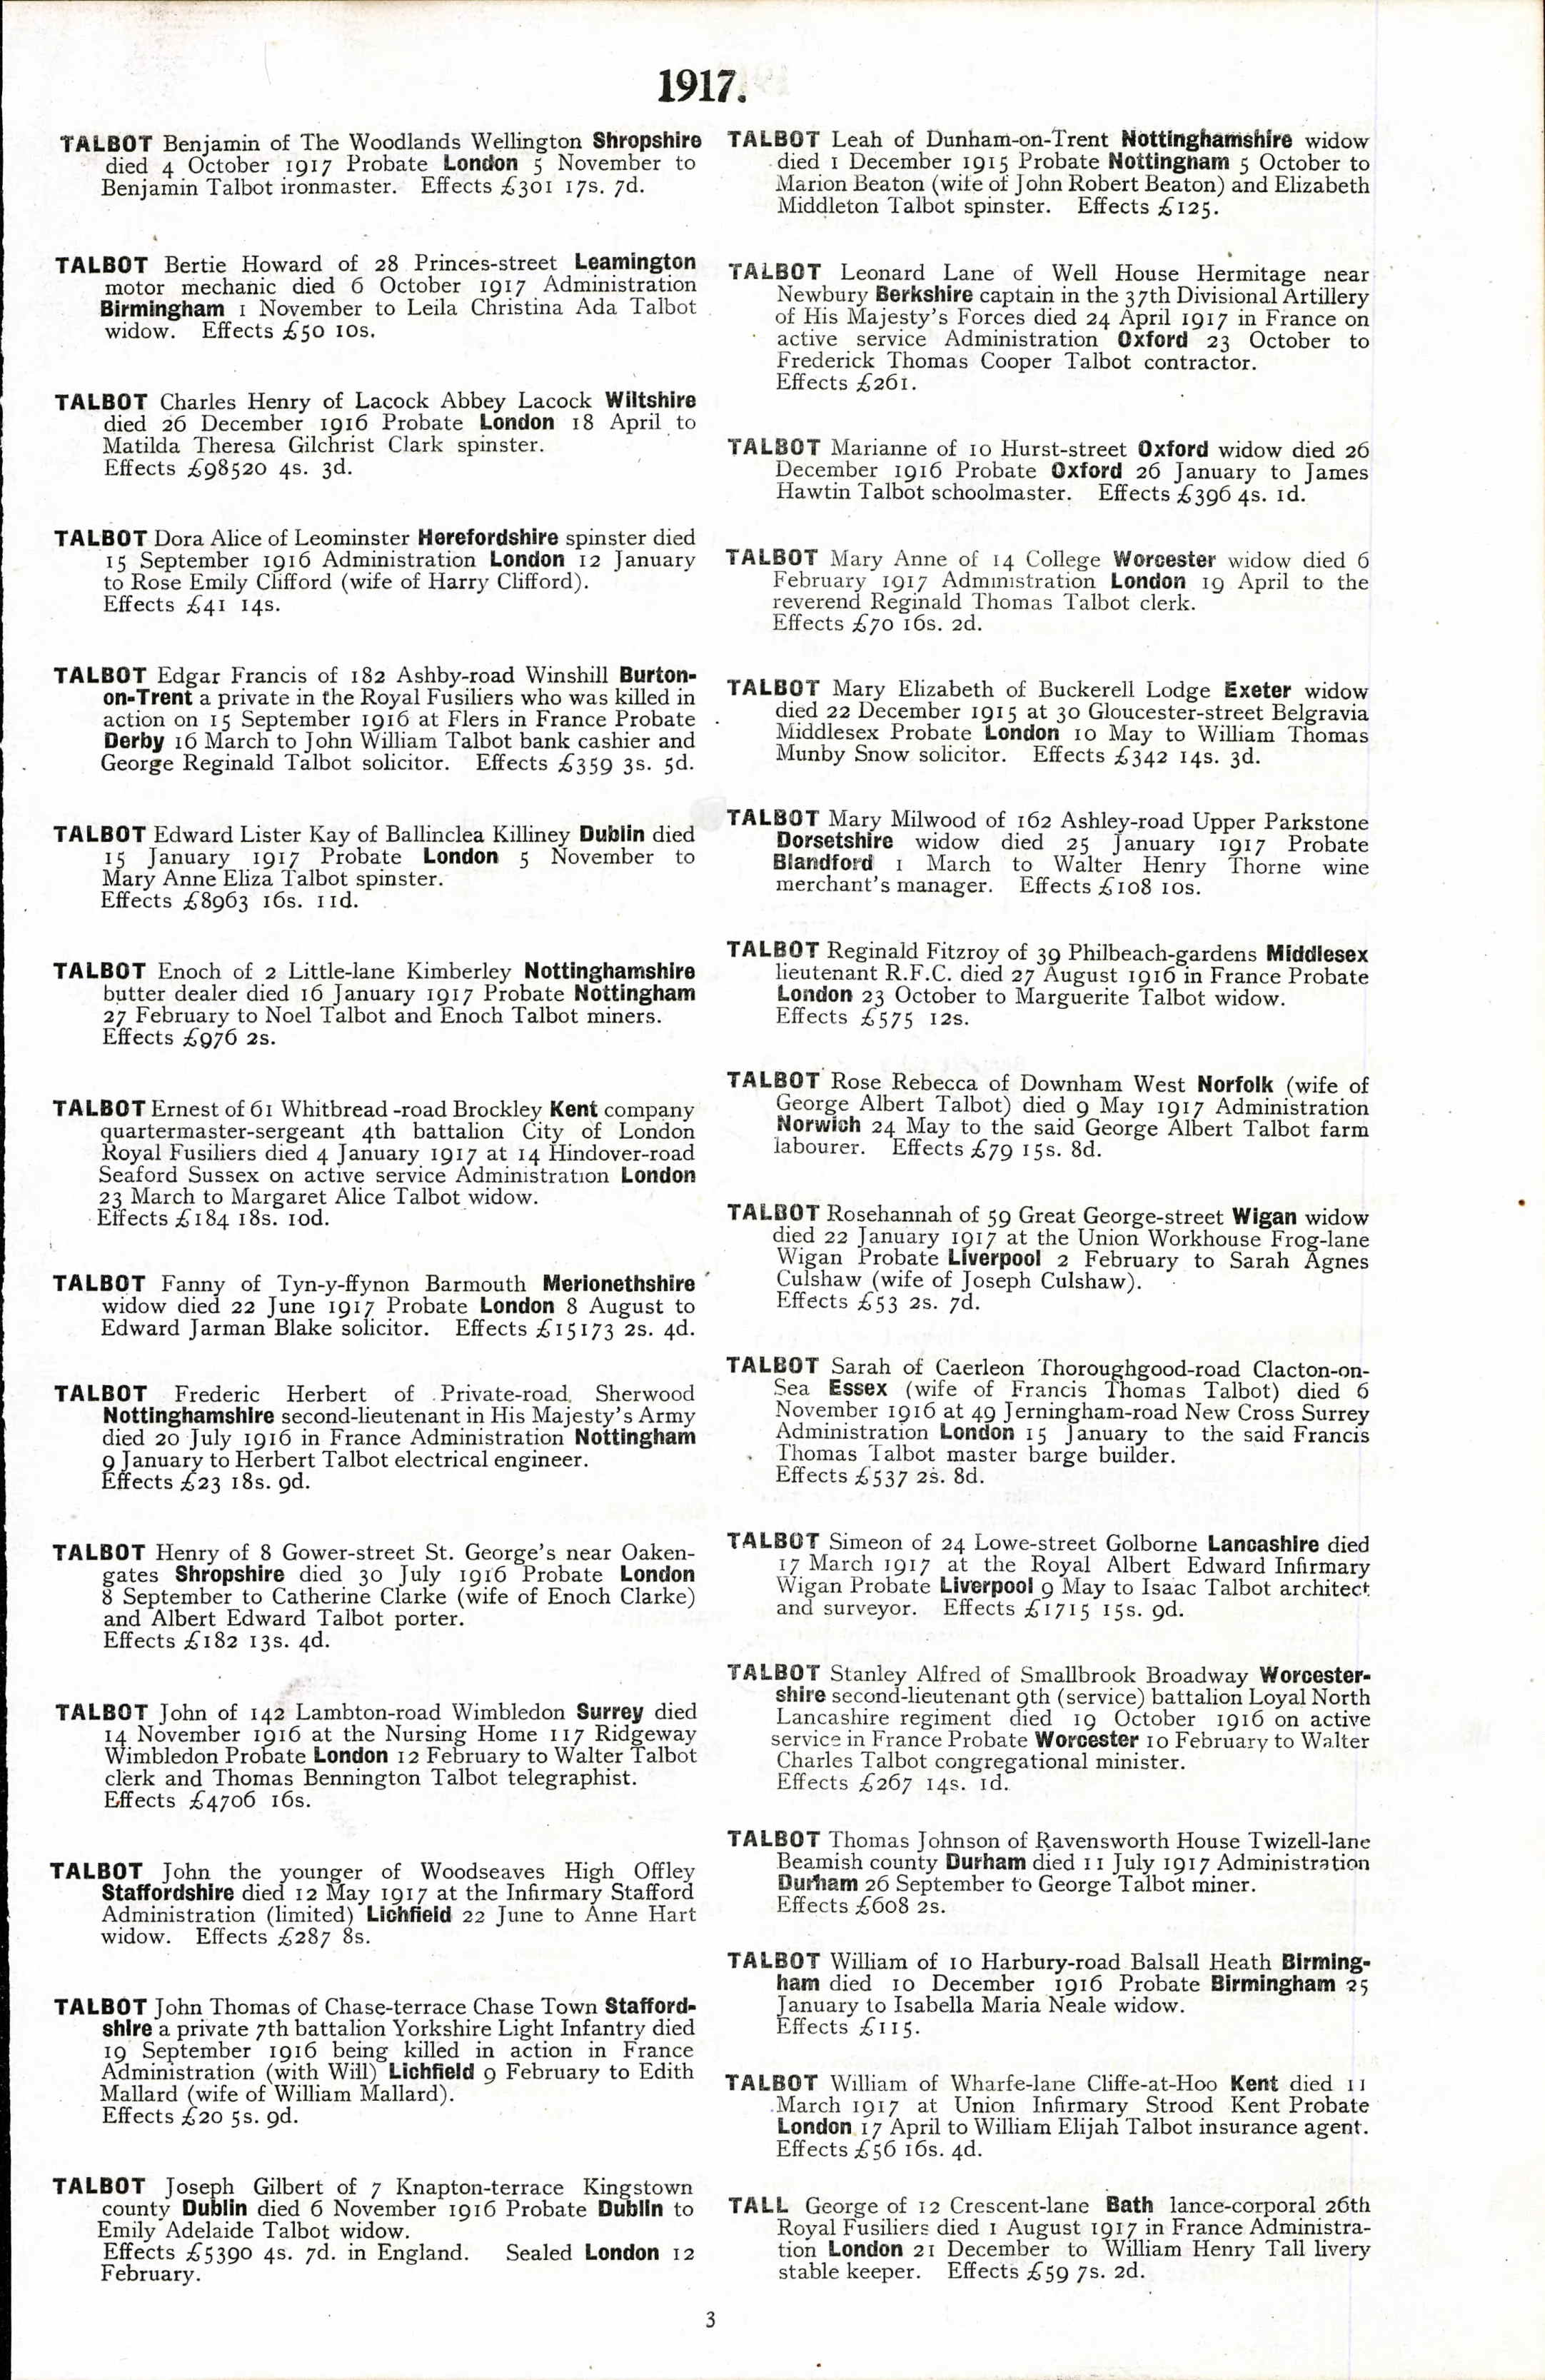 1917.
TALBOT Benjamin of The Woodlands Wellington Shropshire
died 4 October 1917 Probate London 5 November to
Benjamin Talbot ironmaster. Effects £301 17s. 7d.
TALBOT Bertie Howard of 28 Princes-street Leamington
motor mechanic died 6 October 1917 Administration
Birmingham 1 November to Leila Christina Ada Talbot
widow. Effects £50 10s.
TALBOT Charles Henry of Lacock Abbey Lacock Wiltshire
died 26 December 1916 Probate London 18 April to
Matilda Theresa Gilchrist Clark spinster.
Effects £98520 4s. 3d.
TALBOT Dora Alice of Leominster Herefordshire spinster died
15 September 1916 Administration London 12 January
to Rose Emily Clifford (wife of Harry Clifford).
Effects £41 14s.
TALBOT Edgar Francis of 182 Ashby-road Winshill Burton-
on-Trent a private in the Royal Fusiliers who was killed in
action on 15 September 1916 at Flers in France Probate
Derby 16 March to John William Talbot bank cashier and
George Reginald Talbot solicitor. Effects £359 3s. 5d.
TALBOT Edward Lister Kay of Ballinclea Killiney Dublin died
15 January 1917 Probate London 5 November to
Mary Anne Eliza Talbot spinster.
Effects £8963 16s. 11d.
TALBOT Enoch of 2 Little-lane Kimberley Nottinghamshire
butter dealer died 16 January 1917 Probate Nottingham
27 February to Noel Talbot and Enoch Talbot miners.
Effects £976 2s.
TALBOT Ernest of 61 Whitbread-road Brockley Kent company
quartermaster-sergeant 4th battalion City of London
Royal Fusiliers died 4 January 1917 at 14 Hindover-road
Seaford Sussex on active service Administration London
23 March to Margaret Alice Talbot widow.
Effects £184 18s. 10d.
TALBOT Fanny of Tyn-y-ffynon Barmouth Merionethshire
widow died 22 June 1917 Probate London 8 August to
Edward Jarman Blake solicitor. Effects £15173 2s. 4d.
TALBOT Frederic Herbert of Private-road Sherwood
Nottinghamshire second-lieutenant in His Majesty's Army
died 20 July 1916 in France Administration Nottingham
9 January to Herbert Talbot electrical engineer.
Effects £23 18s. 9d.
TALBOT Henry of 8 Gower-street St. George's near Oaken-
gates Shropshire died 30 July 1916 Probate London
8 September to Catherine Clarke (wife of Enoch Clarke)
and Albert Edward Talbot porter.
Effects £182 13s. 4d.
TALBOT John of 142 Lambton-road Wimbledon Surrey died
14 November 1916 at the Nursing Home 117 Ridgeway
Wimbledon Probate London 12 February to Walter Talbot
clerk and Thomas Bennington Talbot telegraphist.
Effects £4706 16s.
TALBOT John the younger of Woodseaves High Offley
Staffordshire died 12 May 1917 at the Infirmary Stafford
Administration (limited) Lichfield 22 June to Anne Hart
widow. Effects £287 8s.
TALBOT John Thomas of Chase-terrace Chase Town Stafford-
shire a private 7th battalion Yorkshire Light Infantry died
19 September 1916 being killed in action in France
Administration (with Will) Lichfield 9 February to Edith
Mallard (wife of William Mallard).
Effects £20 5s. 9d.
TALBOT Joseph Gilbert of 7 Knapton-terrace Kingstown
county Dublin died 6 November 1916 Probate Dublin to
Emily Adelaide Talbot widow.
Effects £5390 4s. 7d. in England. Sealed London 12
February.
TALBOT Leah of Dunham-on-Trent Nottinghamshire widow
died 1 December 1915 Probate Nottingham 5 October to
Marion Beaton (wife of John Robert Beaton) and Elizabeth
Middleton Talbot spinster. Effects £125.
TALBOT Leonard Lane of Well House Hermitage near
Newbury Berkshire captain in the 37th Divisional Artillery
of His Majesty's Forces died 24 April 1917 in France on
active service Administration Oxford 23 October to
Frederick Thomas Cooper Talbot contractor.
Effects £261.
TALBOT Marianne of 10 Hurst-street Oxford widow died 26
December 1916 Probate Oxford 26 January to James
Hawtin Talbot schoolmaster. Effects £396 4s. 1d.
TALBOT Mary Anne of 14 College Worcester widow died 6
February 1917 Administration London 19 April to the
reverend Reginald Thomas Talbot clerk.
Effects £70 16s. 2d.
TALBOT Mary Elizabeth of Buckerell Lodge Exeter widow
died 22 December 1915 at 30 Gloucester-street Belgravia
Middlesex Probate London 10 May to William Thomas
Munby Snow solicitor. Effects £342 14s. 3d.
TALBOT Mary Milwood of 162 Ashley-road Upper Parkstone
Dorsetshire widow died 25 January 1917 Probate
Blandford 1 March to Walter Henry Thorne wine
merchant's manager. Effects £108 10s.
TALBOT Reginald Fitzroy of 39 Philbeach-gardens Middlesex
lieutenant R.F.C. died 27 August 1916 in France Probate
London 23 October to Marguerite Talbot widow.
Effects £575 12s.
TALBOT Rose Rebecca of Downham West Norfolk (wife of
George Albert Talbot) died 9 May 1917 Administration
Norwich 24 May to the said George Albert Talbot farm
labourer. Effects £79 15s. 8d.
TALBOT Rosehannah of 59 Great George-street Wigan widow
died 22 January 1917 at the Union Workhouse Frog-lane
Wigan Probate Liverpool 2 February to Sarah Agnes
Culshaw (wife of Joseph Culshaw).
Effects £53 2s. 7d.
TALBOT Sarah of Caerleon Thoroughgood-road Clacton-on-
Sea Essex (wife of Francis Thomas Talbot) died 6
November 1916 at 49 Jerningham-road New Cross Surrey
Administration London 15 January to the said Francis
Thomas Talbot master barge builder.
Effects £537 2s. 8d.
TALBOT Simeon of 24 Lowe-street Golborne Lancashire died
17 March 1917 at the Royal Albert Edward Infirmary
Wigan Probate Liverpool 9 May to Isaac Talbot architect
and surveyor. Effects £1715 15s. 9d.
TALBOT Stanley Alfred of Smallbrook Broadway Worcester-
shire second-lieutenant 9th (service) battalion Loyal North
Lancashire regiment died 19 October 1916 on active
service in France Probate Worcester 10 February to Walter
Charles Talbot congregational minister.
Effects £267 14s. 1d.
TALBOT Thomas Johnson of Ravensworth House Twizell-lane
Beamish county Durham died 11 July 1917 Administration
Durham 26 September to George Talbot miner.
Effects £608 2s.
TALBOT William of 10 Harbury-road Balsall Heath Birming-
ham died 10 December 1916 Probate Birmingham 25
January to Isabella Maria Neale widow.
Effects £115.
TALBOT William of Wharfe-lane Cliffe-at-Hoo Kent died 11
March 1917 at Union Infirmary Strood Kent Probate
London 17 April to William Elijah Talbot insurance agent.
Effects £56 16s. 4d.
TALL George of 12 Crescent-lane Bath lance-corporal 26th
Royal Fusiliers died 1 August 1917 in France Administra-
tion London 21 December to William Henry Tall livery
stable keeper. Effects £59 7s. 2d.
3